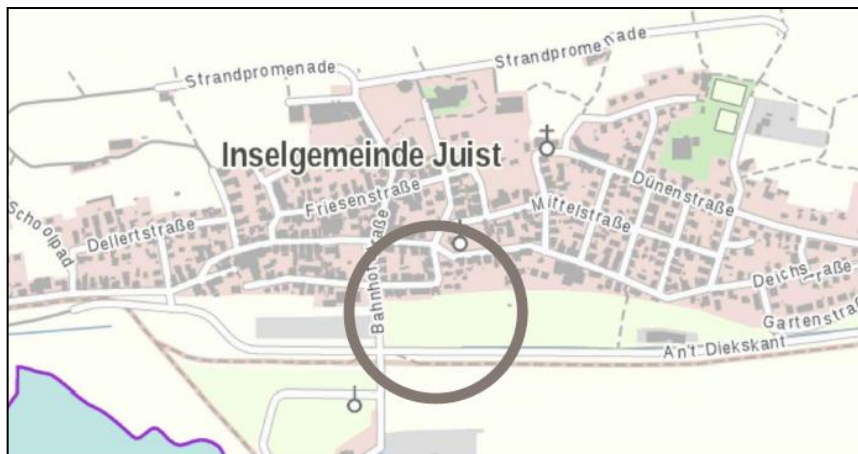 Strandpromenade
Strandpromenade
Inselgemeinde Juist
Friesenstraße
Dellertstraße
Schoolpad
Mittelstraße
Dünenstraße
Bahnhofstraße
Deichstraße
Gartenstraße
An't Diekskant